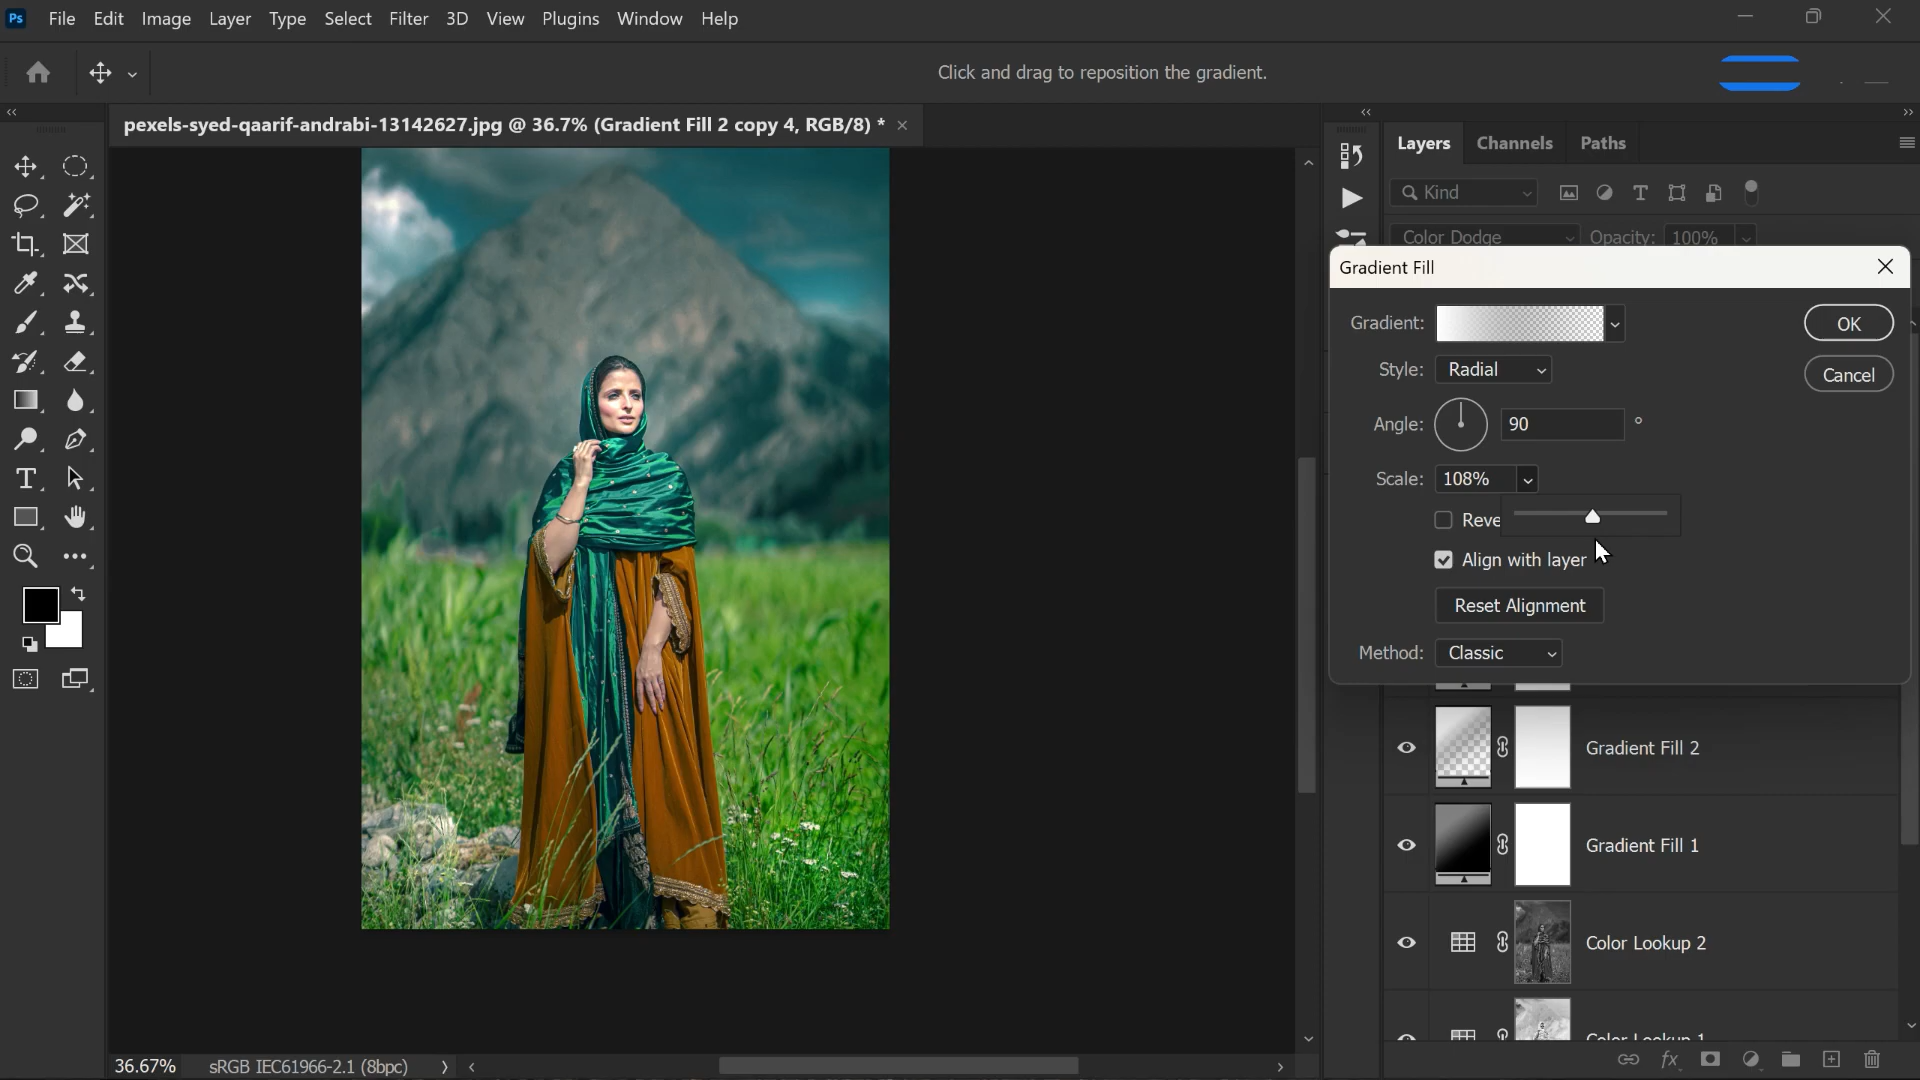 Ps File Edit Image Layer Type Select Filter 3D View Plugins Window Help
Click and drag to reposition the gradient.
pexels-syed-qaarif-andrabi-13142627.jpg @ 36.7% (Gradient Fill 2 copy 4, RGB/8) *
Layers Channels Paths
Kind
Color Dodge Opacity: 100%
Gradient Fill
Gradient:
OK
Style: Radial
Cancel
Angle: 90 °
Scale: 108%
Reve
Align with layer
Reset Alignment
Method: Classic
Gradient Fill 2
Gradient Fill 1
Color Lookup 2
Color Lookup 1
36.67% sRGB IEC61966-2.1 (8bpc)
fx